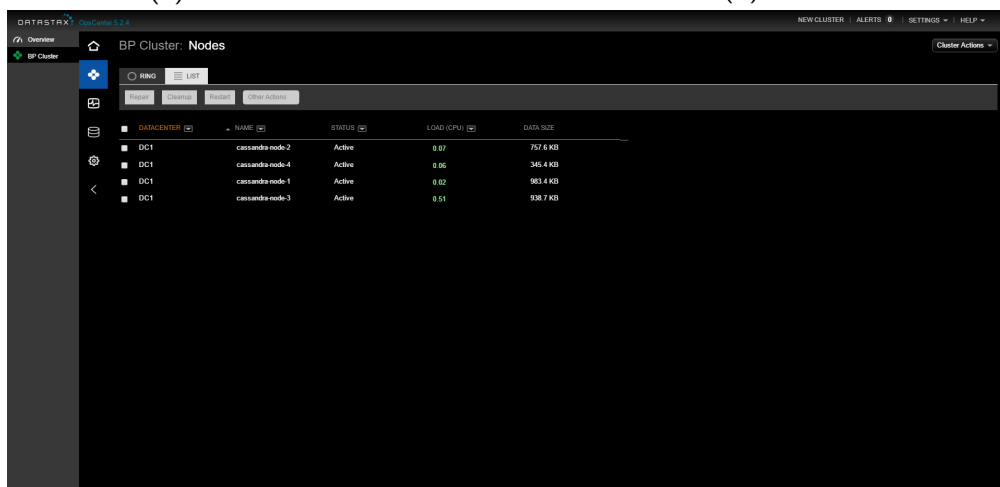 DATASTAX OpsCenter 5.2.4
NEW CLUSTER | ALERTS 0 | SETTINGS | HELP
Overview
BP Cluster
BP Cluster: Nodes
Cluster Actions
RING LIST
Repair Cleanup Restart Other Actions
DATACENTER NAME STATUS LOAD (CPU) DATA SIZE
DC1 cassandra-node-2 Active 0.07 757.6 KB
DC1 cassandra-node-4 Active 0.06 345.4 KB
DC1 cassandra-node-1 Active 0.02 983.4 KB
DC1 cassandra-node-3 Active 0.51 938.7 KB